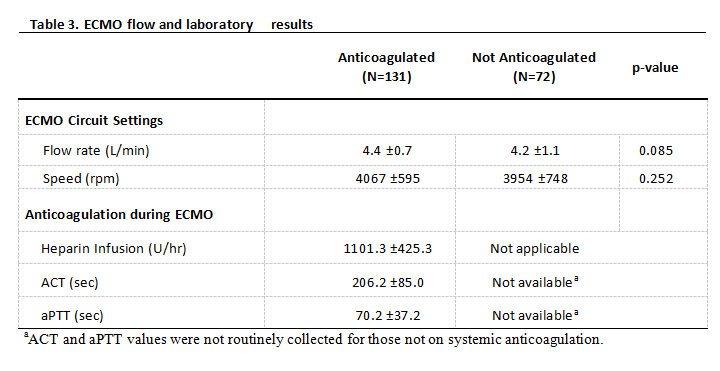 Table 3. ECMO flow and laboratory results
Anticoagulated Not Anticoagulated p-value
(N=131) (N=72)
ECMO Circuit Settings
Flow rate (L/min) 4.4 ±0.7 4.2 ±1.1 0.085
Speed (rpm) 4067 ±595 3954 ±748 0.252
Anticoagulation during ECMO
Heparin Infusion (U/hr) 1101.3 ±425.3 Not applicable
ACT (sec) 206.2 ±85.0 Not availableª
aPTT (sec) 70.2 ±37.2 Not availableª
ªACT and aPTT values were not routinely collected for those not on systemic anticoagulation.